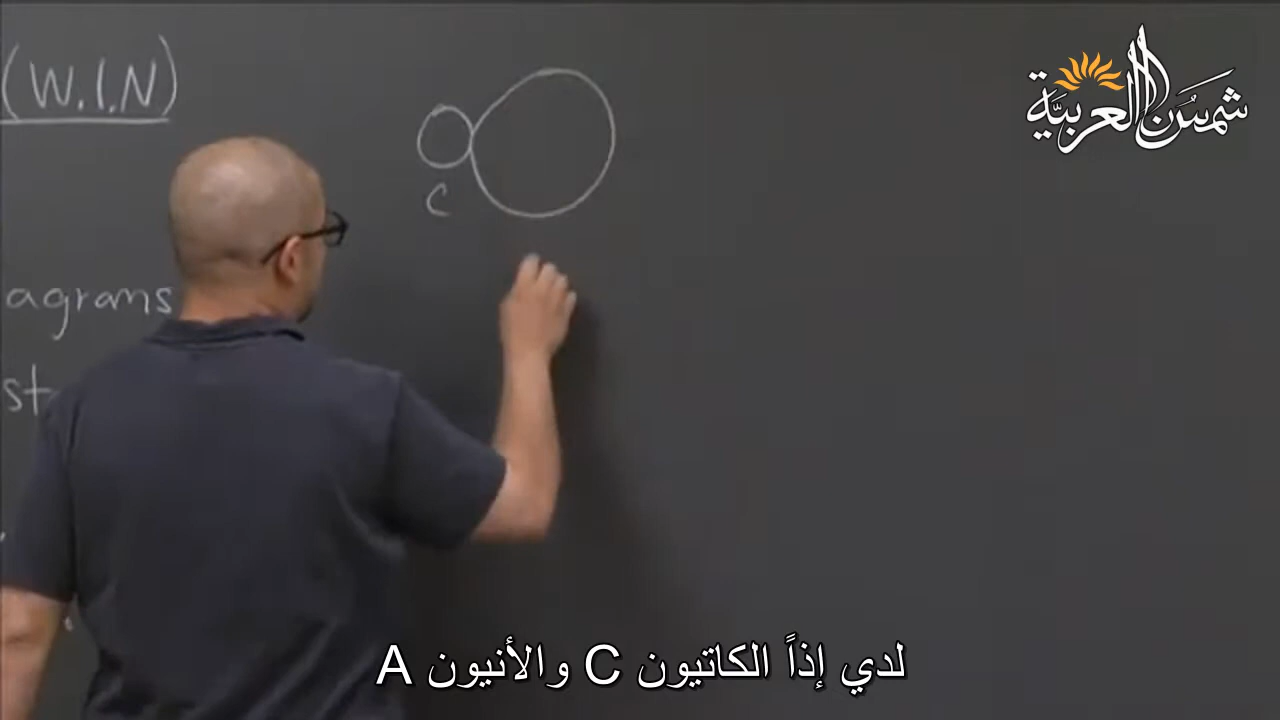 (W.I.N)
شمس العربية
C
agrams
st
لدي إذاً الكاتيون C والأنيون A